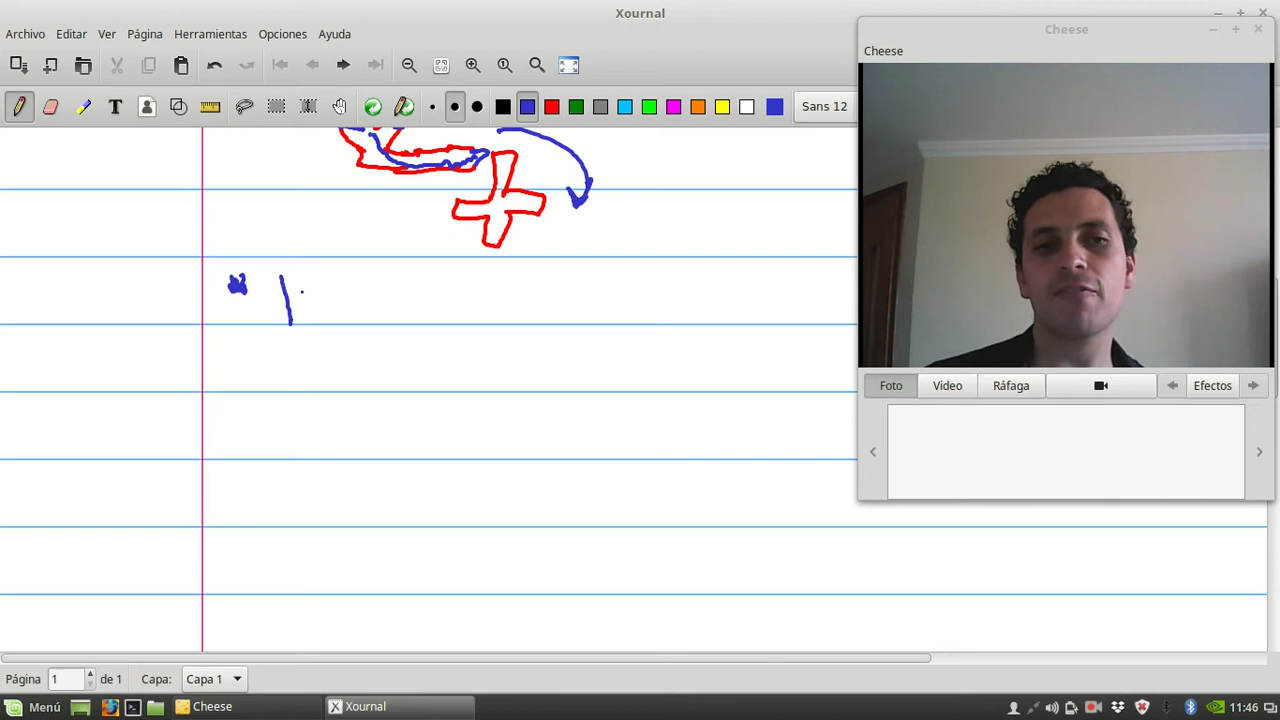 Xournal
Archivo Editar Ver Página Herramientas Opciones Ayuda
Sans 12
Cheese
Cheese
Foto Video Ráfaga Efectos
Página 1 de 1 Capa: Capa 1
Menú Cheese Xournal 11:46